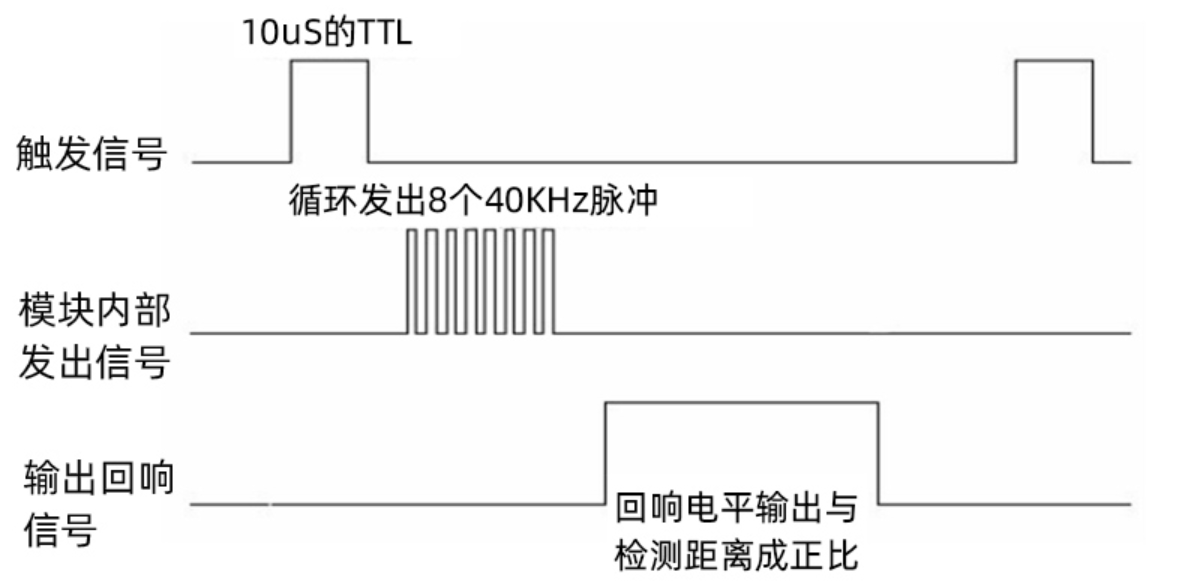 10uS的TTL
触发信号
循环发出8个40KHz脉冲
模块内部
发出信号
输出回响
信号
回响电平输出与
检测距离成正比